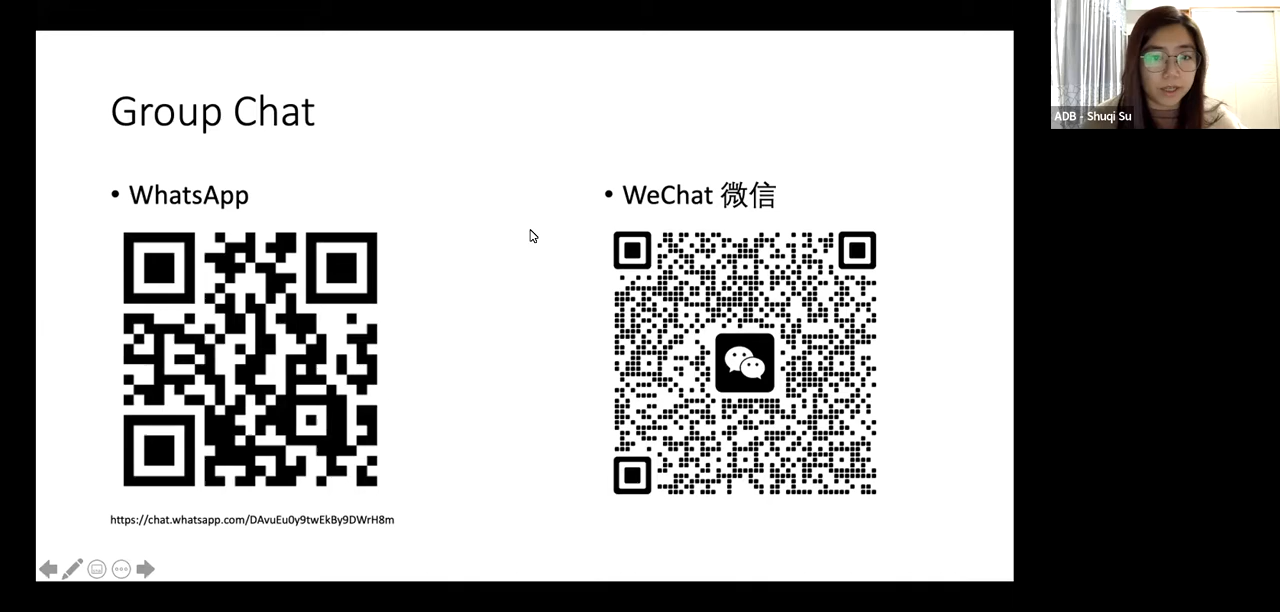 Group Chat
• WhatsApp
• WeChat 微信
https://chat.whatsapp.com/DAvuEu0y9twEkBy9DWrH8m
ADB - Shuqi Su